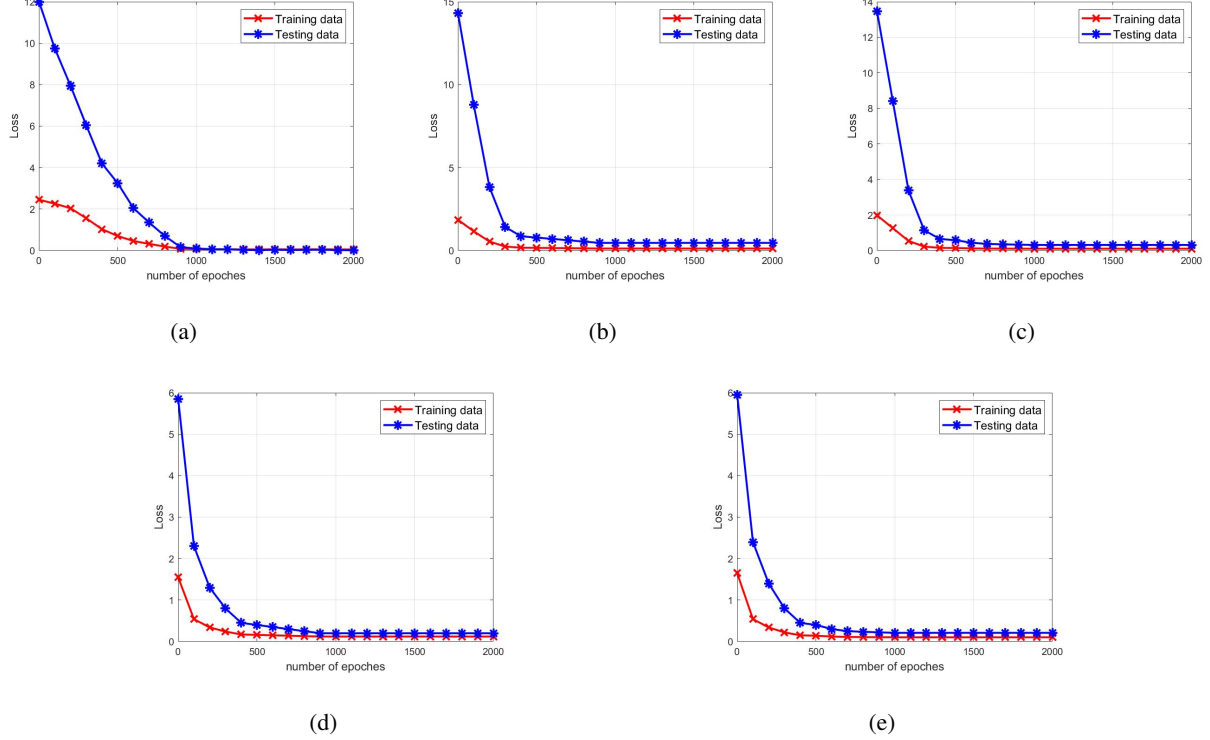 12
10
8
6
4
2
0
Loss
Training data
Testing data
0 500 1000 1500 2000
number of epoches
(a)
15
10
5
0
Loss
Training data
Testing data
0 500 1000 1500 2000
number of epoches
(b)
14
12
10
8
6
4
2
0
Loss
Training data
Testing data
0 500 1000 1500 2000
number of epoches
(c)
6
5
4
3
2
1
0
Loss
Training data
Testing data
0 500 1000 1500 2000
number of epoches
(d)
6
5
4
3
2
1
0
Loss
Training data
Testing data
0 500 1000 1500 2000
number of epoches
(e)